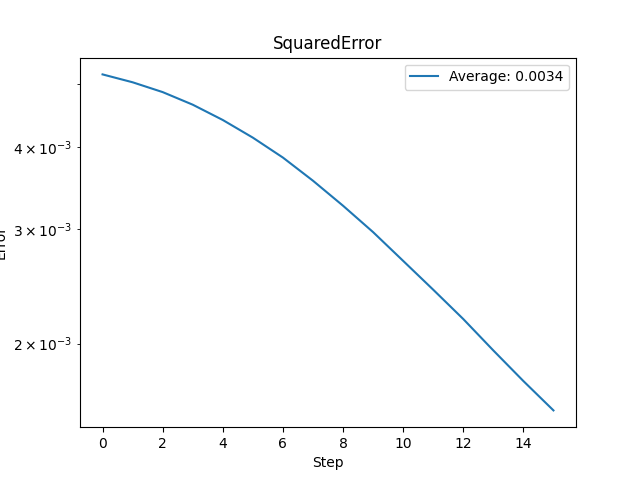 SquaredError
Average: 0.0034
4 × 10⁻³
3 × 10⁻³
2 × 10⁻³
Error
0 2 4 6 8 10 12 14
Step